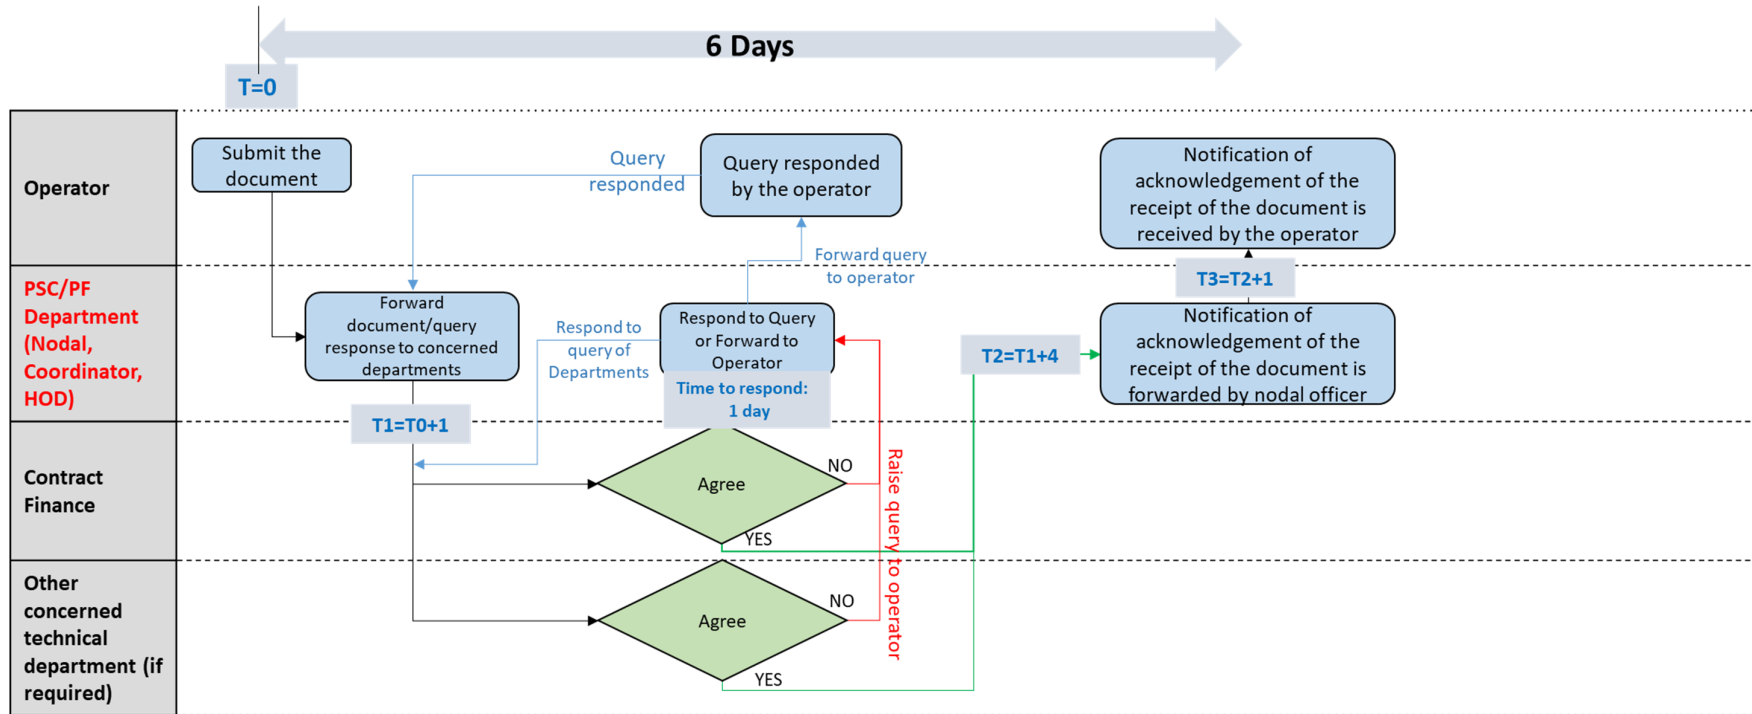 6 Days
T=0
Operator
Submit the
document
Query
responded
Query responded
by the operator
Notification of
acknowledgement of the
receipt of the document is
received by the operator
Forward query
to operator
T3=T2+1
PSC/PF
Department
(Nodal,
Coordinator,
HOD)
Forward
document/query
response to concerned
departments
Respond to
query of
Departments
Respond to Query
or Forward to
Operator
Time to respond:
1 day
T2=T1+4
Notification of
acknowledgement of the
receipt of the document is
forwarded by nodal officer
T1=T0+1
Contract
Finance
Agree
NO
YES
Raise query to operator
Other
concerned
technical
department (if
required)
Agree
NO
YES